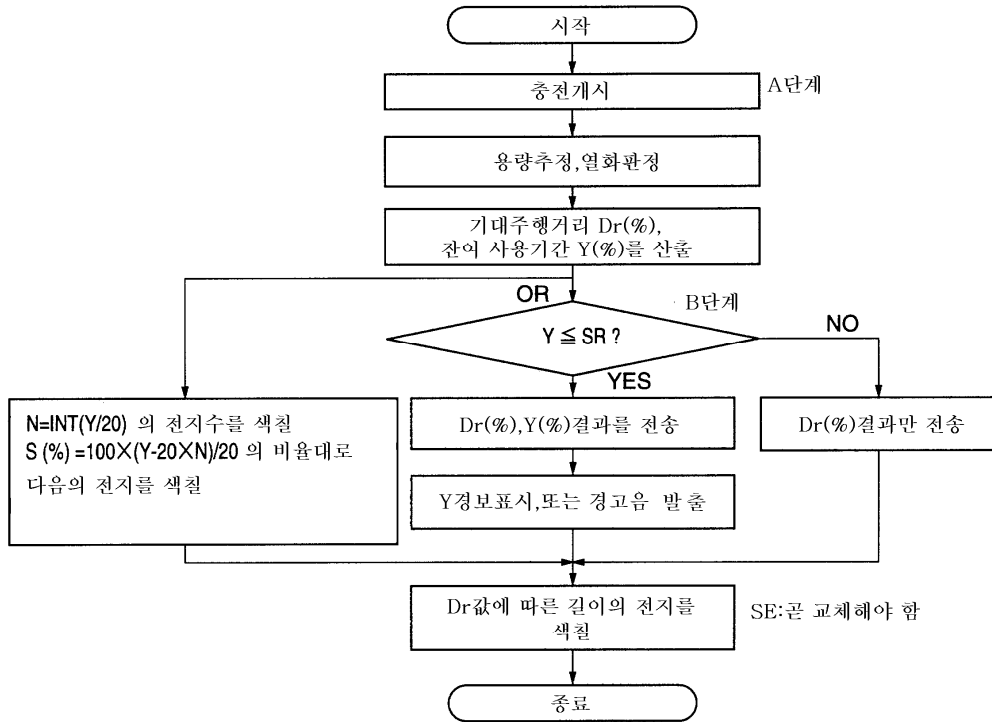 시작
충전개시
A단계
용량추정,열화판정
기대주행거리 Dr(%),
잔여 사용기간 Y(%)를 산출
OR
B단계
Y ≦ SR ?
NO
YES
N=INT(Y/20) 의 전지수를 색칠
S (%) =100×(Y-20×N)/20 의 비율대로
다음의 전지를 색칠
Dr(%),Y(%)결과를 전송
Dr(%)결과만 전송
Y경보표시,또는 경고음 발출
Dr값에 따른 길이의 전지를
색칠
SE:곧 교체해야 함
종료